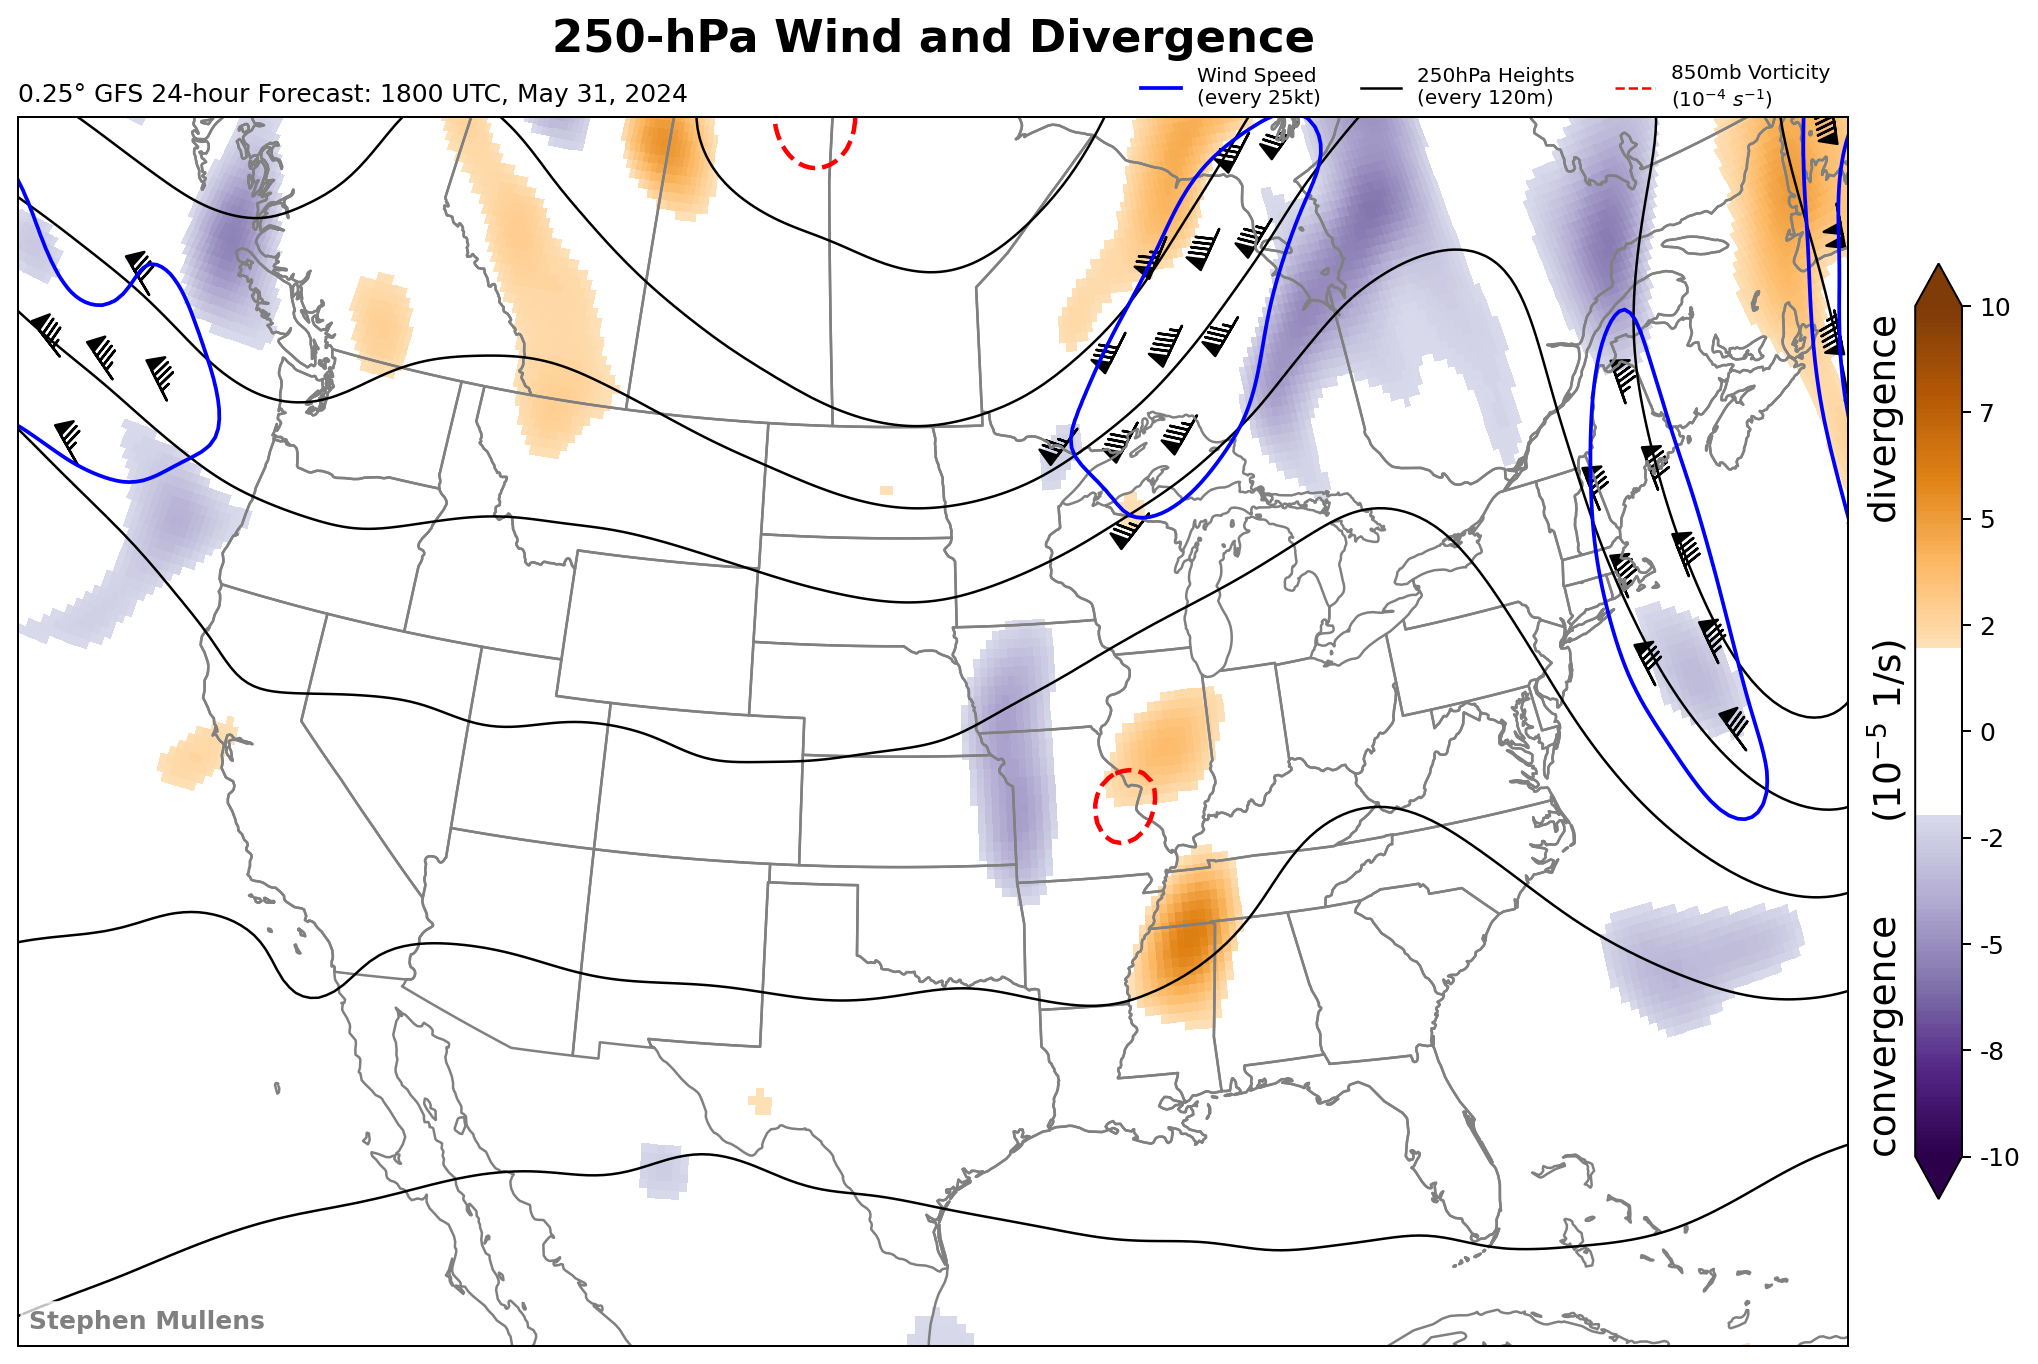 250-hPa Wind and Divergence
0.25° GFS 24-hour Forecast: 1800 UTC, May 31, 2024
Wind Speed
(every 25kt)
250hPa Heights
(every 120m)
850mb Vorticity
(10⁻⁴ s⁻¹)
10
7
5
2
0
-2
-5
-8
-10
convergence (10⁻⁵ 1/s) divergence
Stephen Mullens